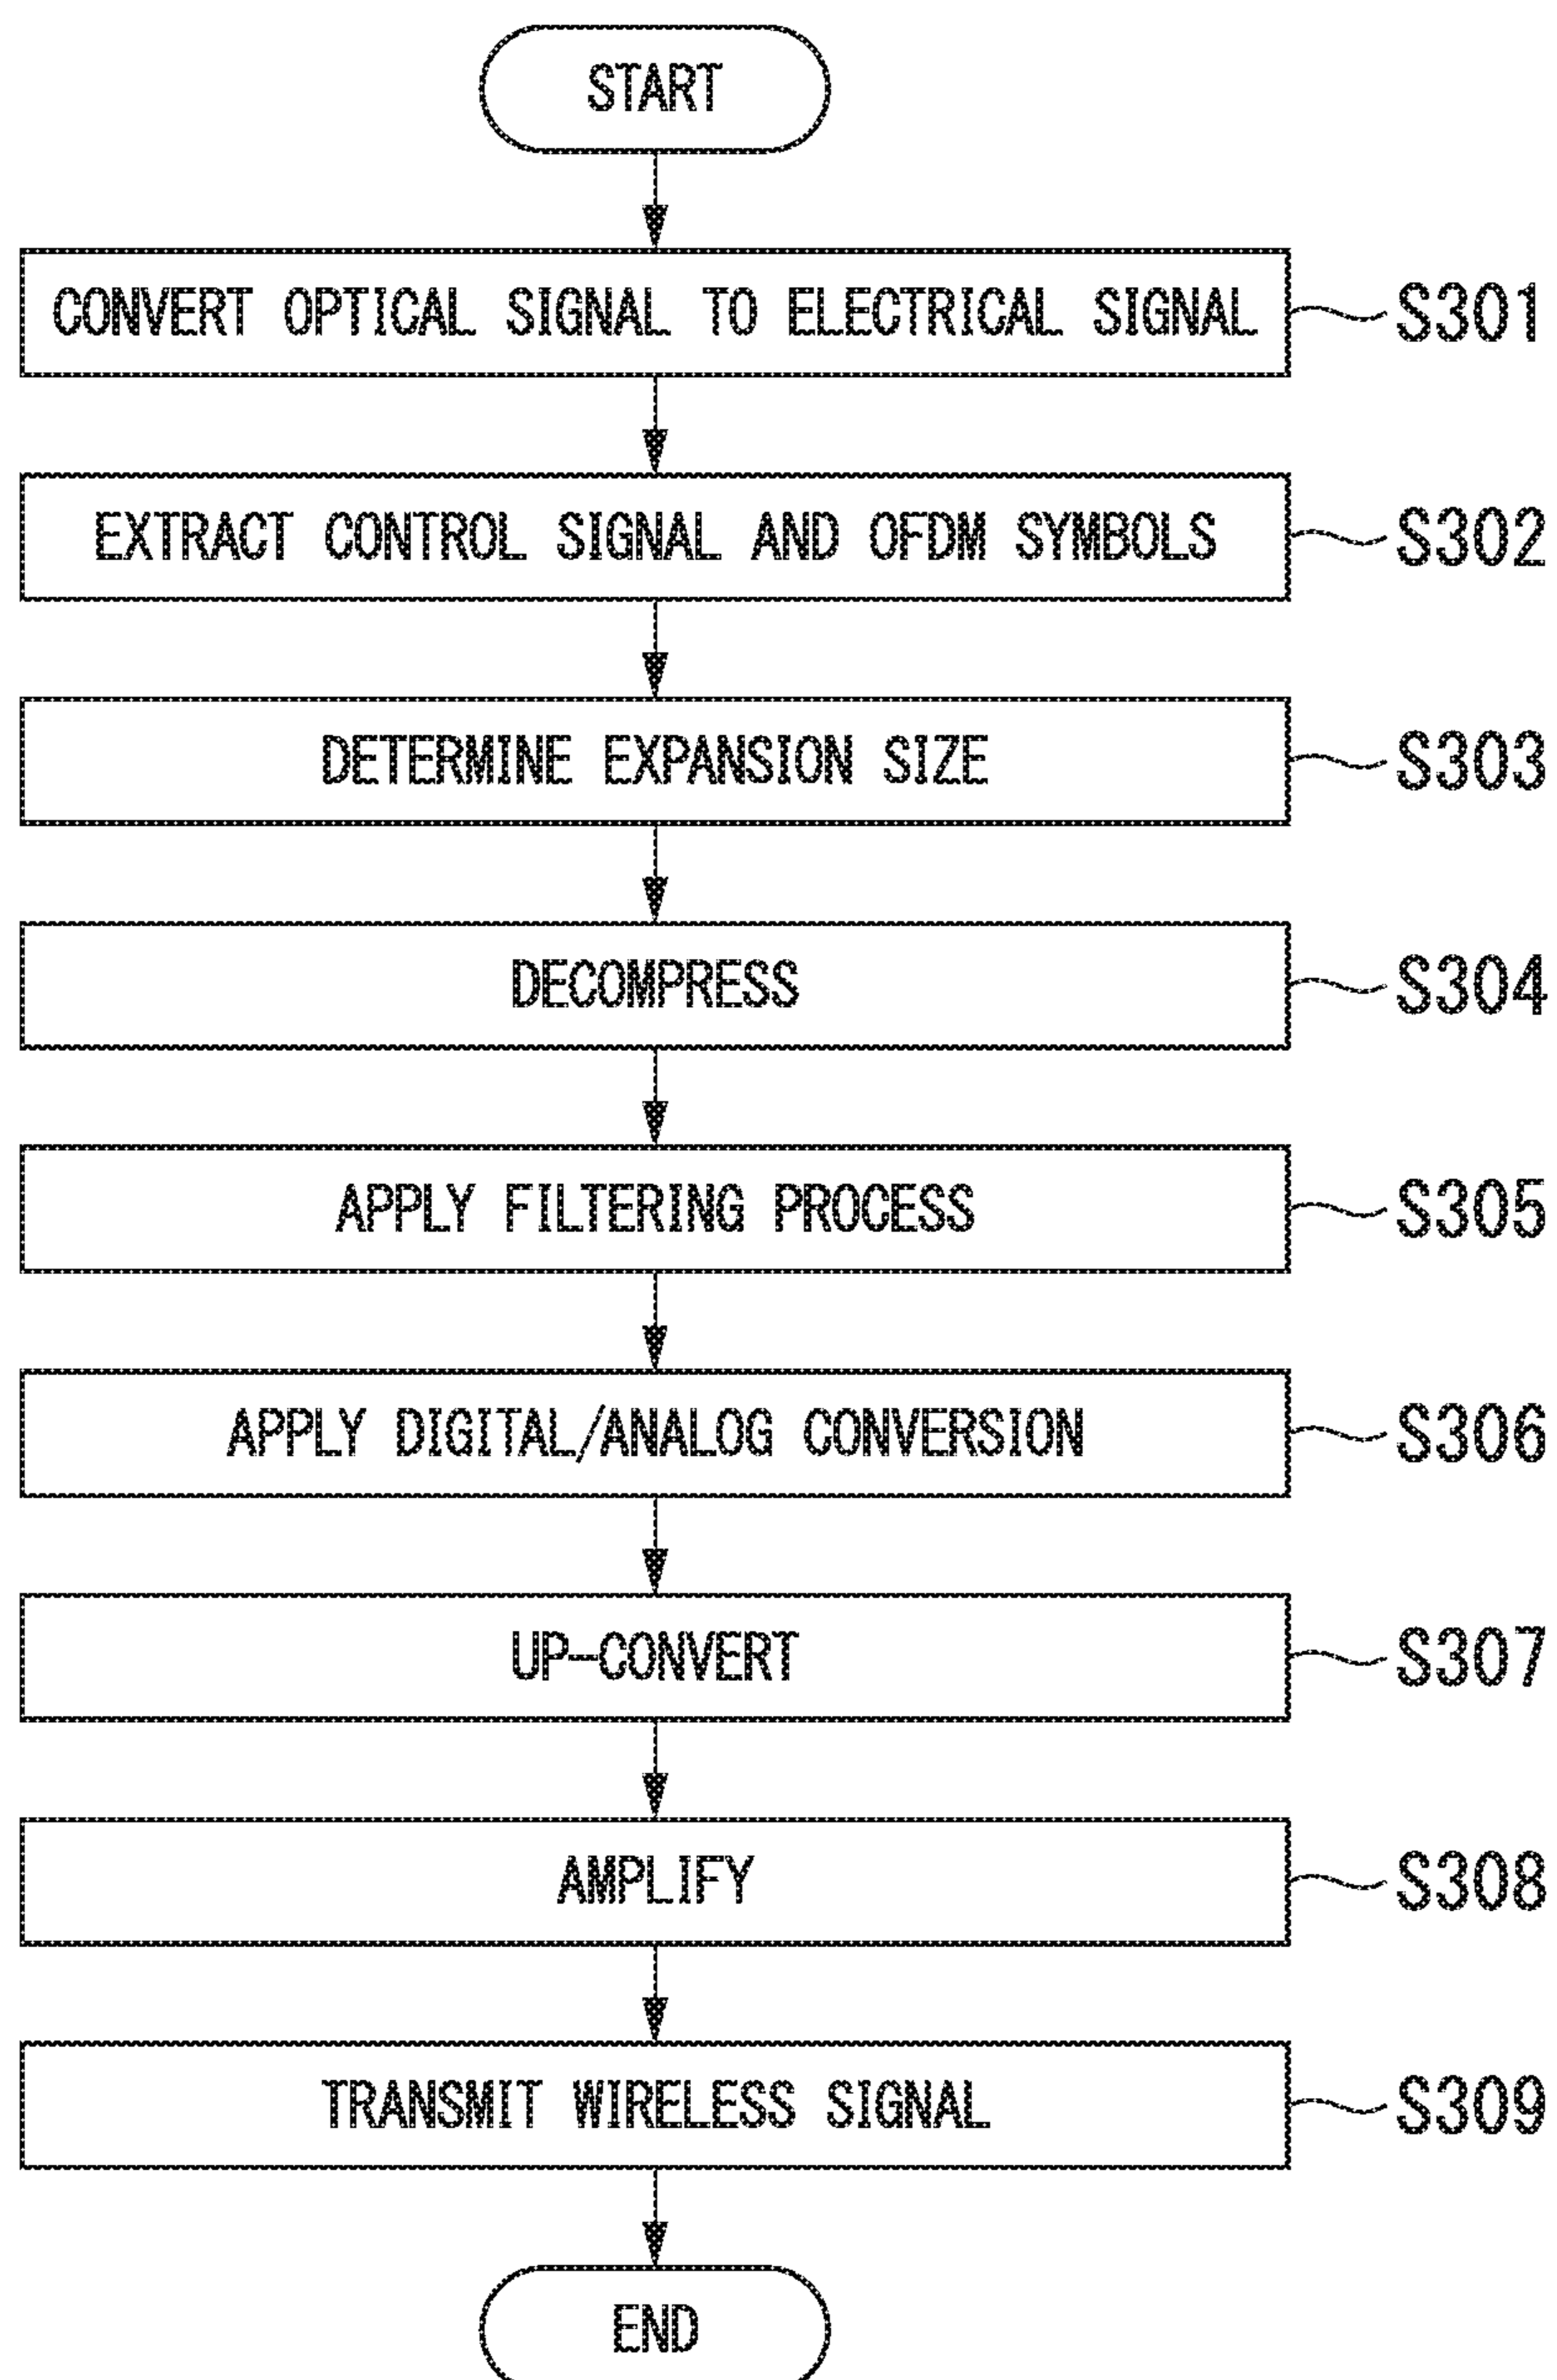 START
CONVERT OPTICAL SIGNAL TO ELECTRICAL SIGNAL S301
EXTRACT CONTROL SIGNAL AND OFDM SYMBOLS S302
DETERMINE EXPANSION SIZE S303
DECOMPRESS S304
APPLY FILTERING PROCESS S305
APPLY DIGITAL/ANALOG CONVERSION S306
UP-CONVERT S307
AMPLIFY S308
TRANSMIT WIRELESS SIGNAL S309
END